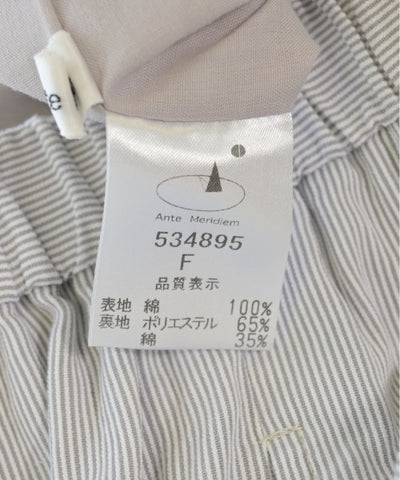 Ante Meridiem
534895
F
品質表示
表地 綿 100%
裏地 ポリエステル 65%
綿 35%